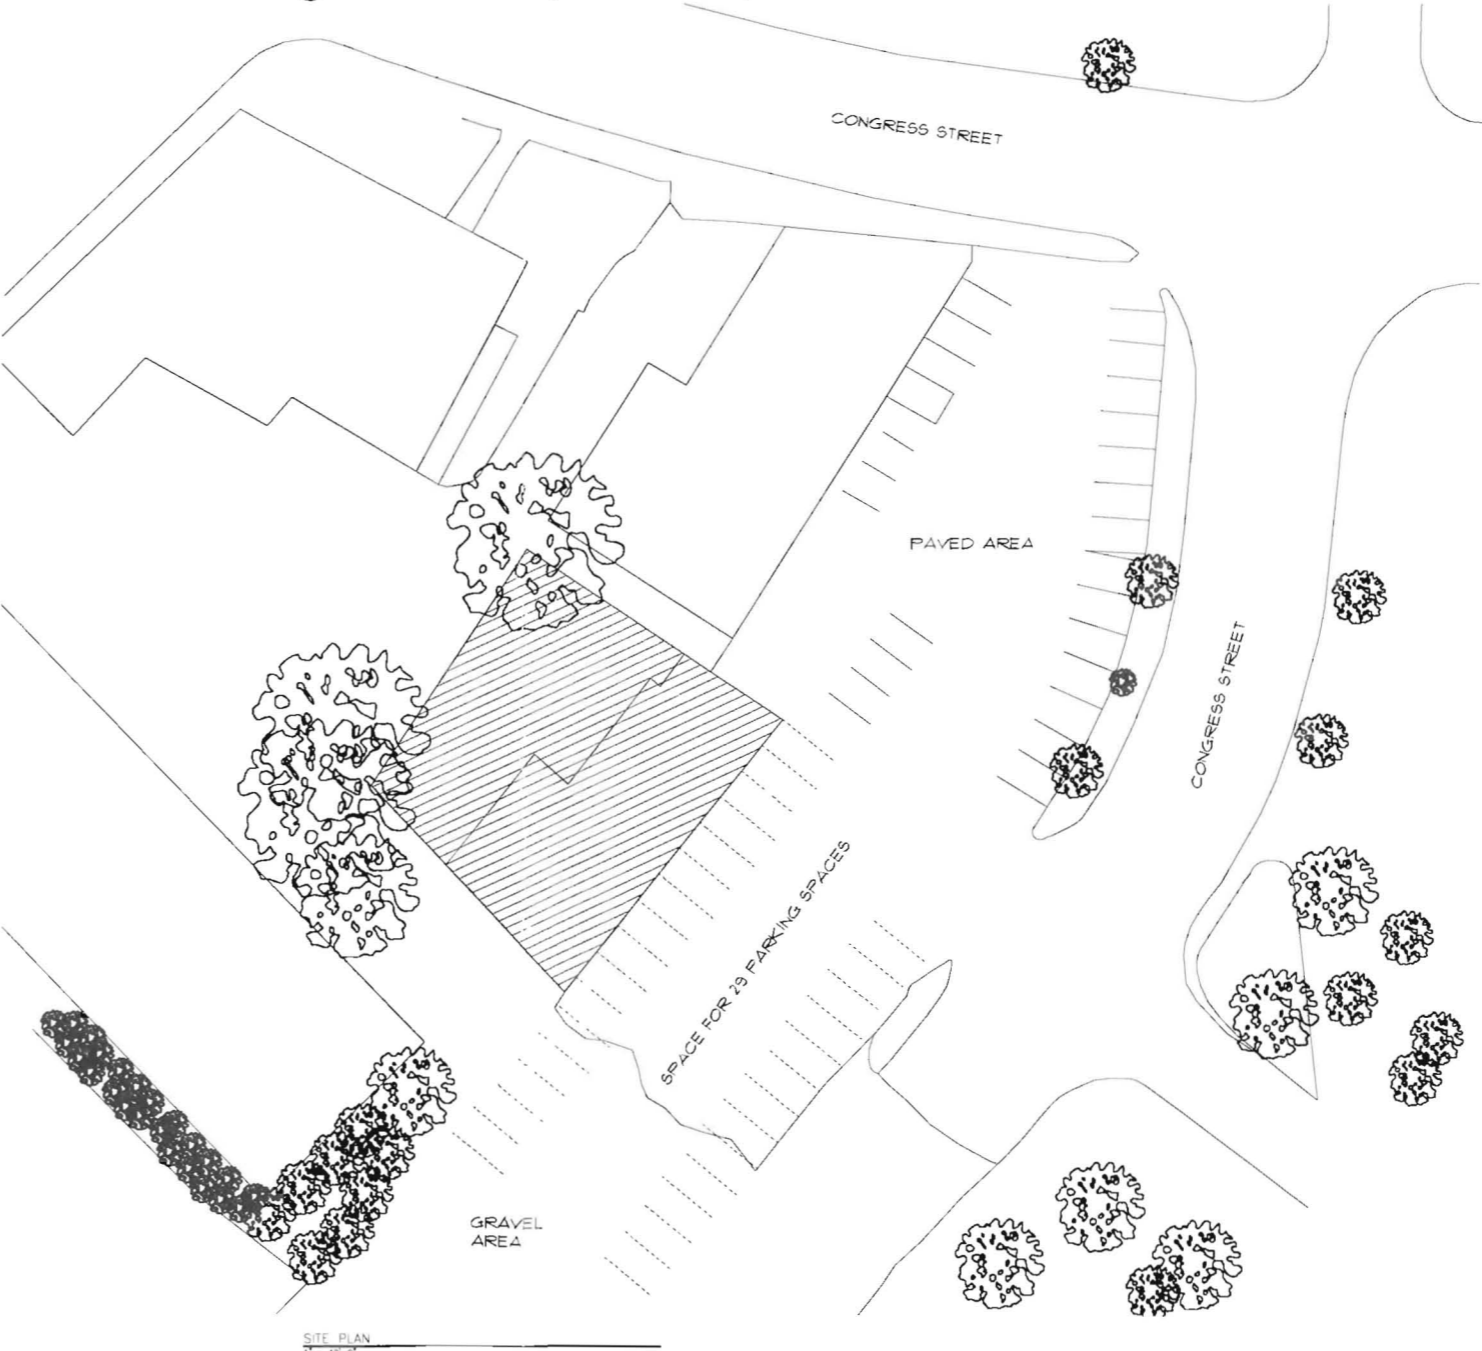 CONGRESS STREET
PAVED AREA
CONGRESS STREET
SPACE FOR 29 PARKING SPACES
GRAVEL
AREA
SITE PLAN